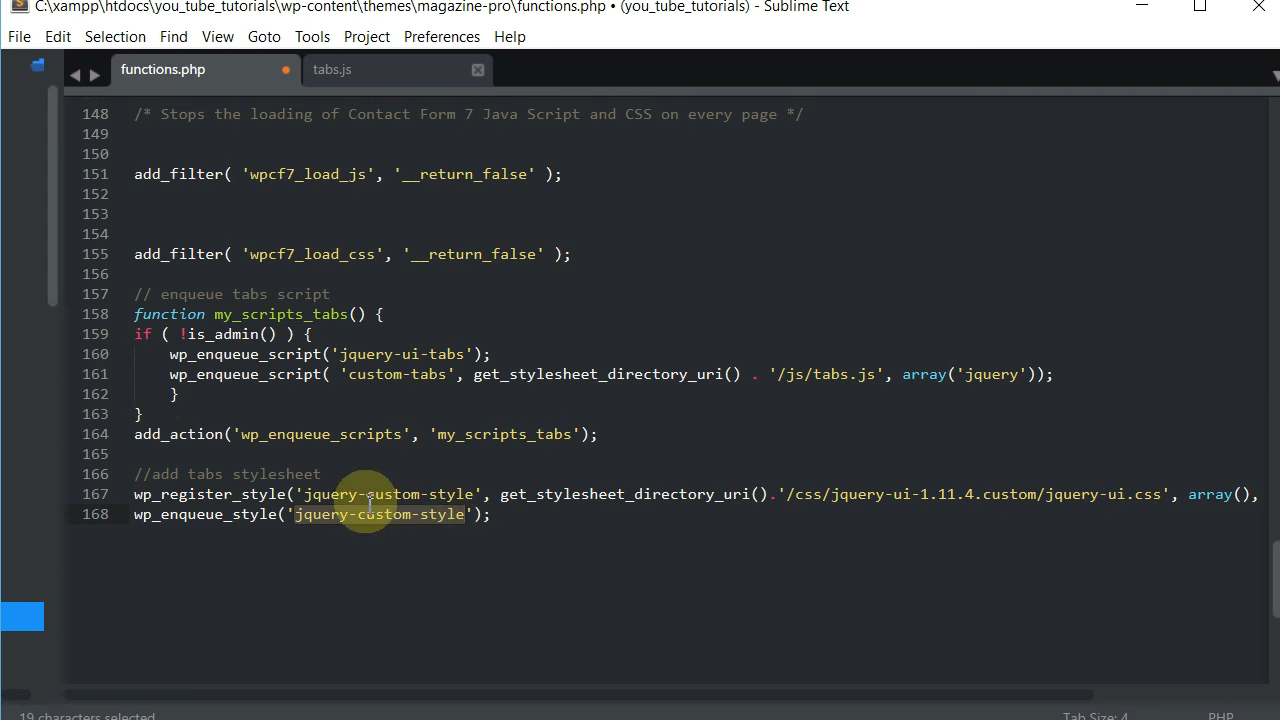 C:\xampp\htdocs\you_tube_tutorials\wp-content\themes\magazine-pro\functions.php • (you_tube_tutorials) - Sublime Text
File Edit Selection Find View Goto Tools Project Preferences Help
functions.php tabs.js
148 /* Stops the loading of Contact Form 7 Java Script and CSS on every page */
149
150
151 add_filter( 'wpcf7_load_js', '__return_false' );
152
153
154
155 add_filter( 'wpcf7_load_css', '__return_false' );
156
157 // enqueue tabs script
158 function my_scripts_tabs() {
159 if ( !is_admin() ) {
160 wp_enqueue_script('jquery-ui-tabs');
161 wp_enqueue_script( 'custom-tabs', get_stylesheet_directory_uri() . '/js/tabs.js', array('jquery'));
162 }
163 }
164 add_action('wp_enqueue_scripts', 'my_scripts_tabs');
165
166 //add tabs stylesheet
167 wp_register_style('jquery-custom-style', get_stylesheet_directory_uri().'/css/jquery-ui-1.11.4.custom/jquery-ui.css', array(),
168 wp_enqueue_style('jquery-custom-style');
19 characters selected Tab Size: 4 PHP